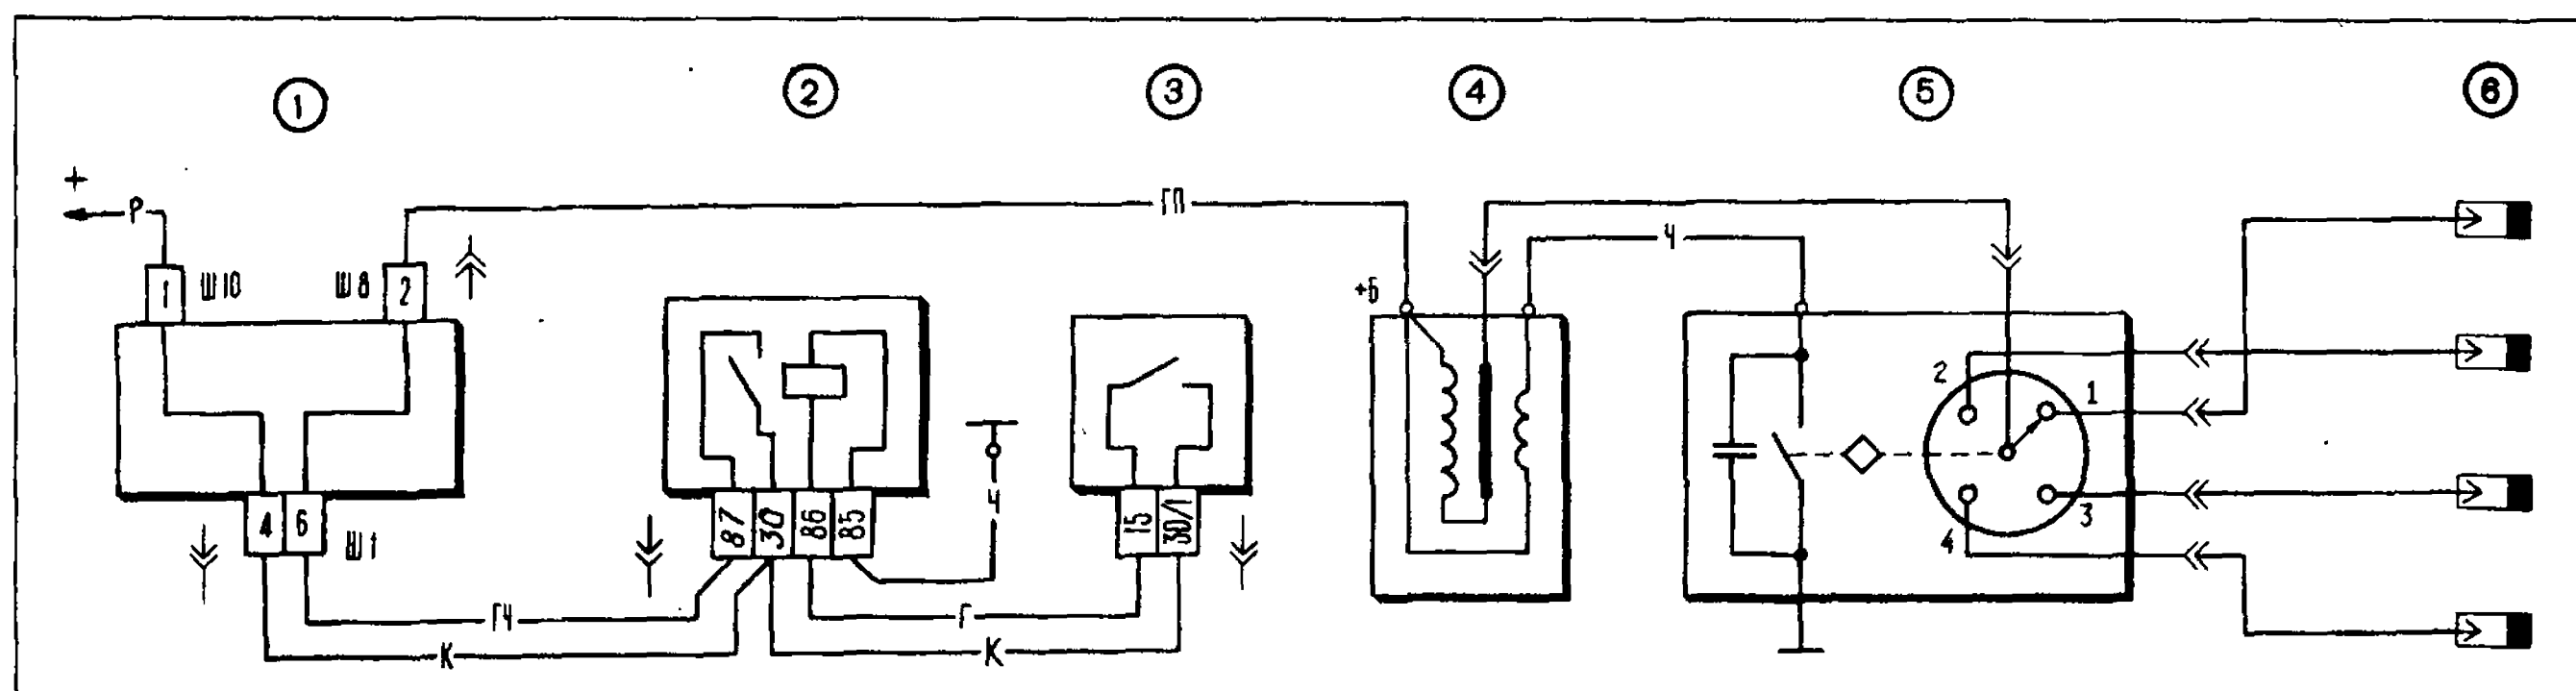 1 2 3 4 5 6
+
Р ГП
Ч
1 Ш10 Ш8 2
+Б
2 1
4 3
Ч
4 6 Ш1
87 30 86 85
15 30/1
ГЧ Г
К К